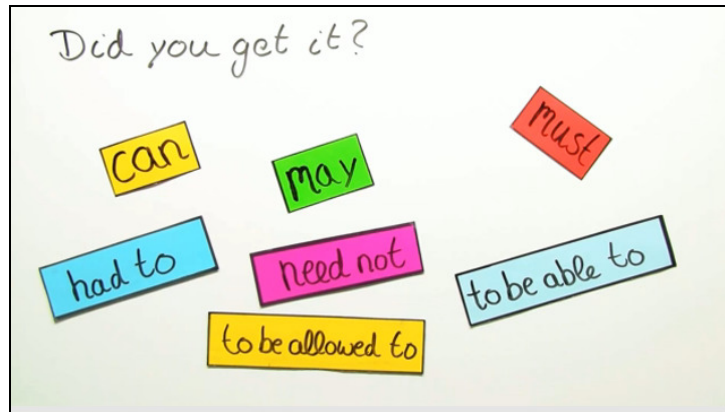 Did you get it?
can
may
must
had to
need not
to be able to
to be allowed to